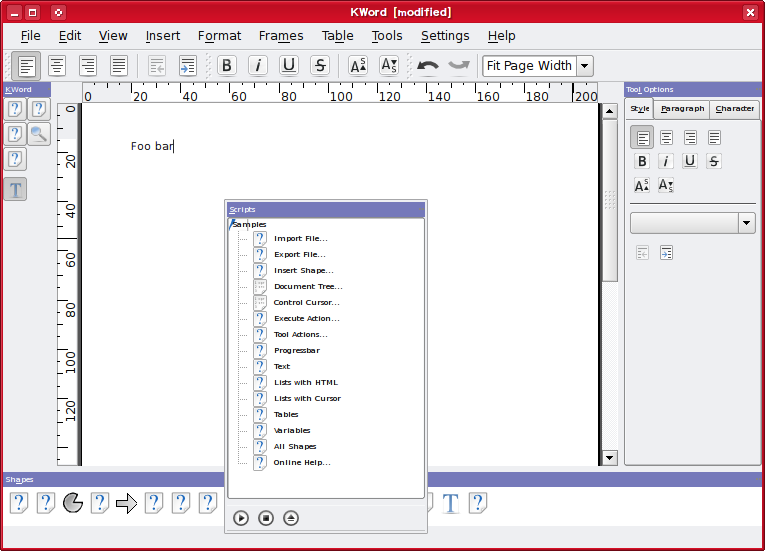 KWord [modified]
File Edit View Insert Format Frames Table Tools Settings Help
B i U S A S A S Fit Page Width
KWord
0 20 40 60 80 100 120 140 160 180 200
Tool Options
Style Paragraph Character
B i U S
A S A S
0
20
40
60
80
100
120
Foo bar
T
Scripts
Samples
Import File...
Export File...
Insert Shape...
Document Tree...
Control Cursor...
Execute Action...
Tool Actions...
Progressbar
Text
Lists with HTML
Lists with Cursor
Tables
Variables
All Shapes
Online Help...
Shapes
T